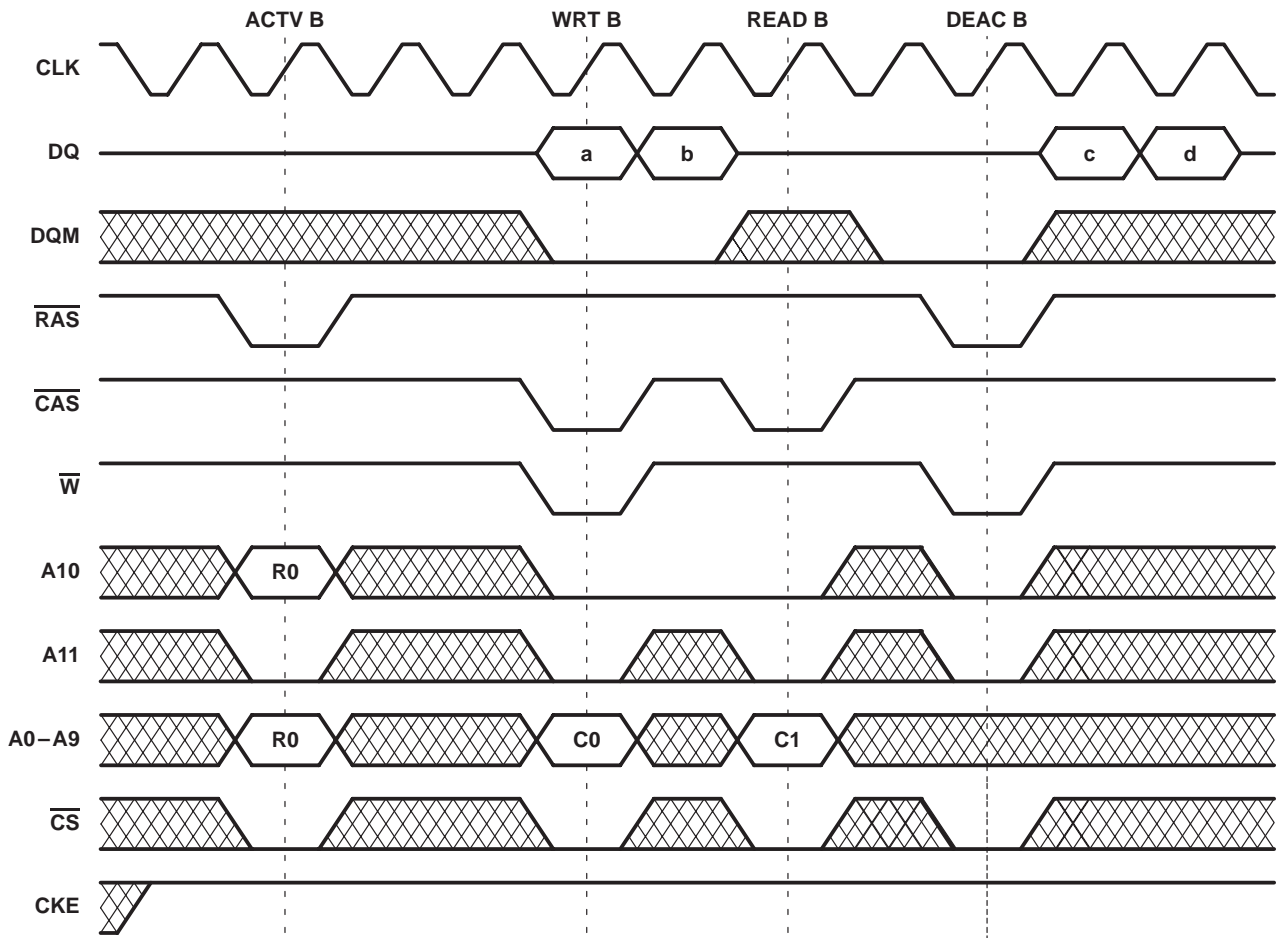 ACTV B WRT B READ B DEAC B
CLK
DQ a b c d
DQM
RAS
CAS
W
A10 R0
A11
A0–A9 R0 C0 C1
CS
CKE